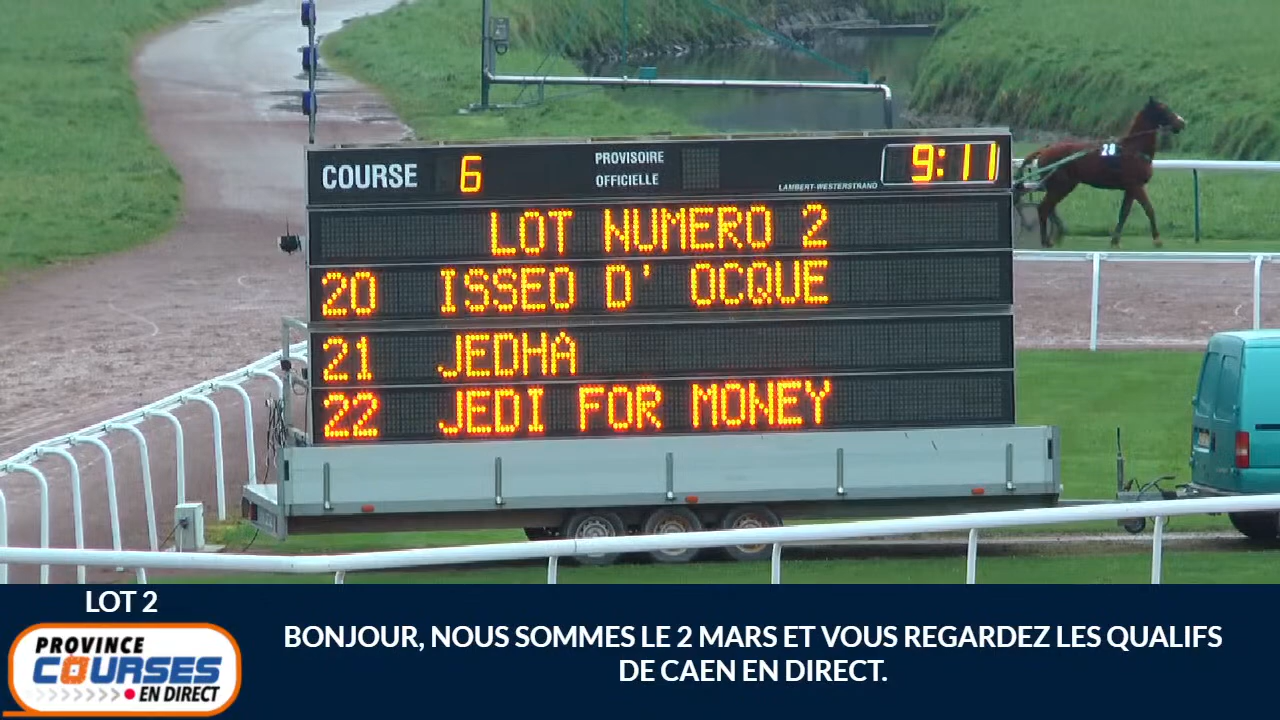 COURSE 6 PROVISOIRE OFFICIELLE LAMBERT-WESTERSTRAND 9:11
28
LOT NUMERO 2
20 ISSEO D' OCQUE
21 JEDHA
22 JEDI FOR MONEY
LOT 2
PROVINCE
COURSES
EN DIRECT
BONJOUR, NOUS SOMMES LE 2 MARS ET VOUS REGARDEZ LES QUALIFS
DE CAEN EN DIRECT.